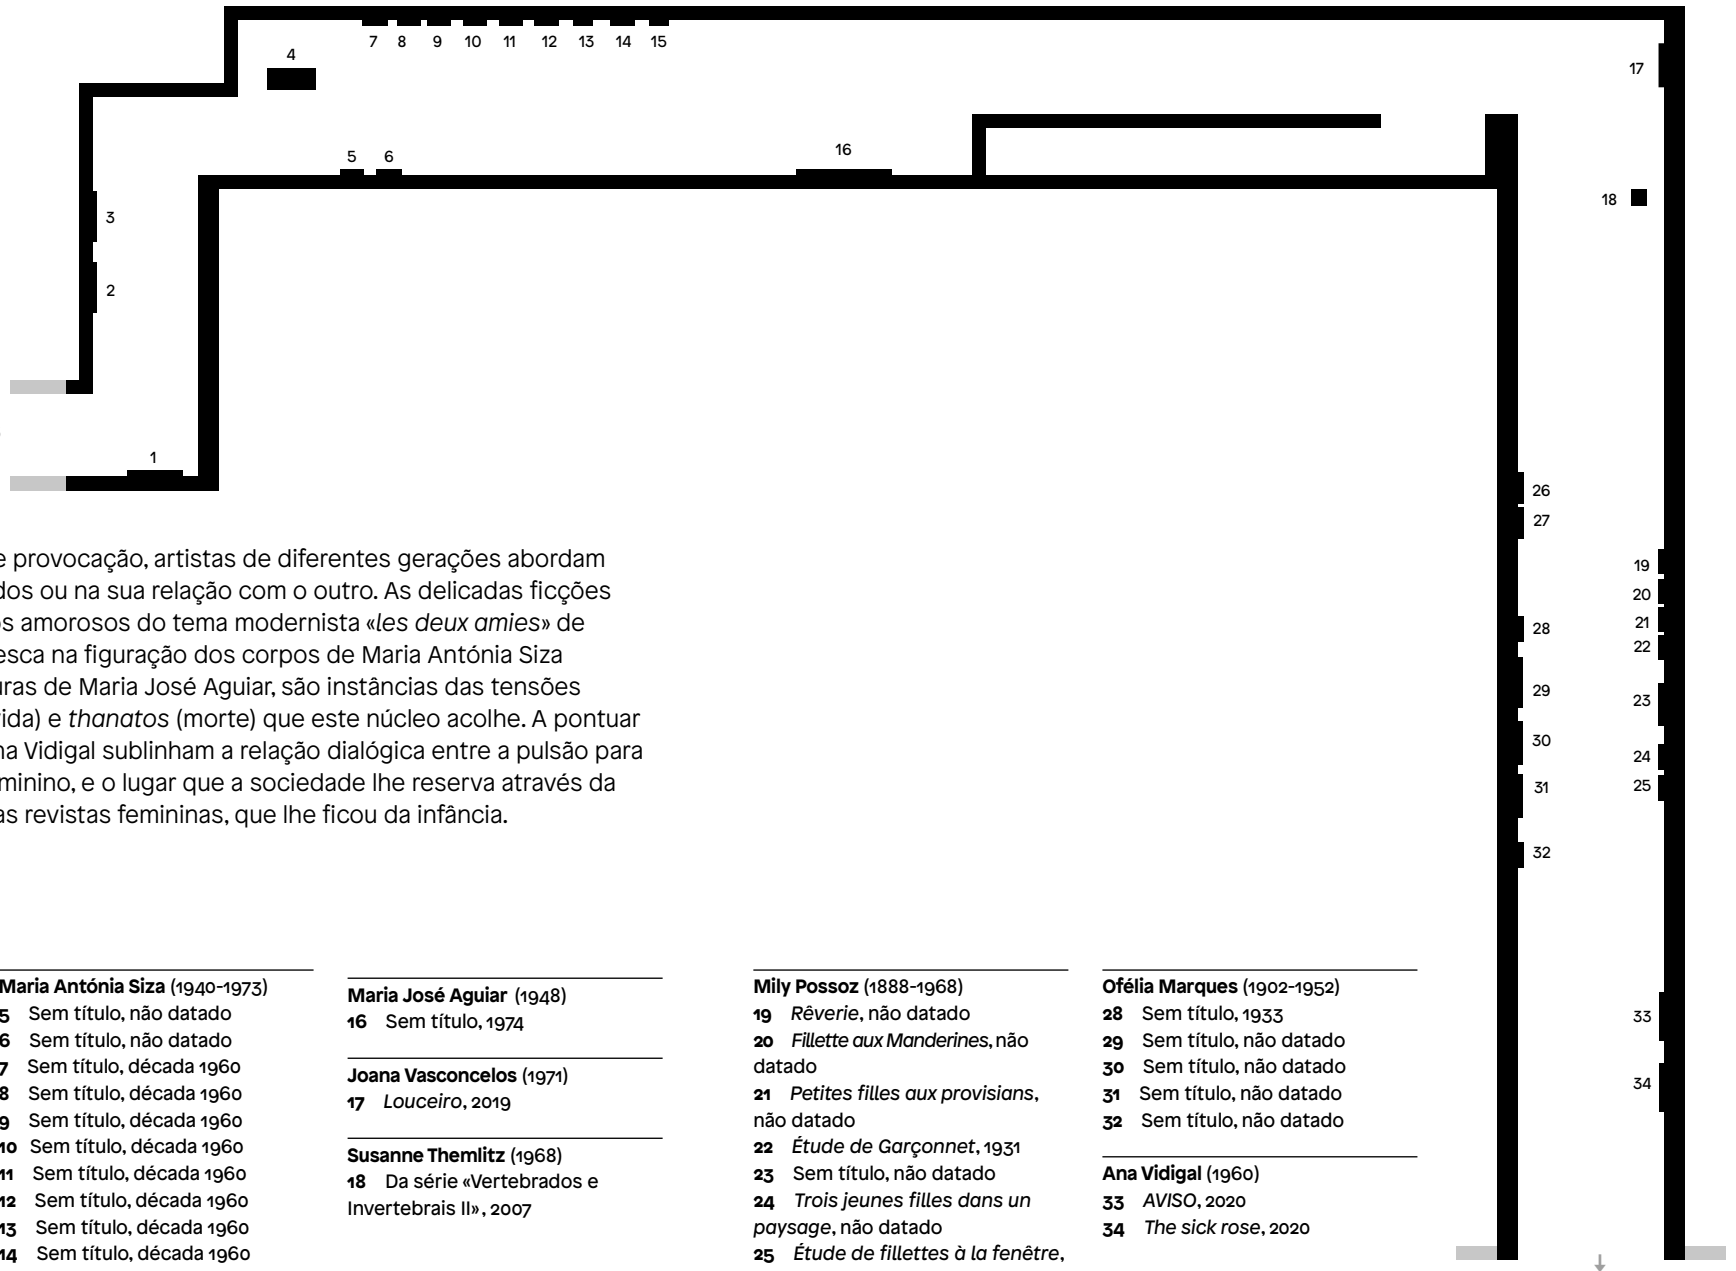 4
7 8 9 10 11 12 13 14 15
17
5 6
16
18
3
2
1
26
27
19
20
21
22
28
29
23
30
24
31
25
32
33
34
e provocação, artistas de diferentes gerações abordam
dos ou na sua relação com o outro. As delicadas ficções
os amorosos do tema modernista «les deux amies» de
esca na figuração dos corpos de Maria Antónia Siza
uras de Maria José Aguiar, são instâncias das tensões
vida) e thanatos (morte) que este núcleo acolhe. A pontuar
na Vidigal sublinham a relação dialógica entre a pulsão para
eminino, e o lugar que a sociedade lhe reserva através da
as revistas femininas, que lhe ficou da infância.
Maria Antónia Siza (1940-1973)
5 Sem título, não datado
6 Sem título, não datado
7 Sem título, década 1960
8 Sem título, década 1960
9 Sem título, década 1960
10 Sem título, década 1960
11 Sem título, década 1960
12 Sem título, década 1960
13 Sem título, década 1960
14 Sem título, década 1960
Maria José Aguiar (1948)
16 Sem título, 1974
Joana Vasconcelos (1971)
17 Louceiro, 2019
Susanne Themlitz (1968)
18 Da série «Vertebrados e
Invertebrais II», 2007
Mily Possoz (1888-1968)
19 Rêverie, não datado
20 Fillette aux Manderines, não
datado
21 Petites filles aux provisians,
não datado
22 Étude de Garçonnet, 1931
23 Sem título, não datado
24 Trois jeunes filles dans un
paysage, não datado
25 Étude de fillettes à la fenêtre,
Ofélia Marques (1902-1952)
28 Sem título, 1933
29 Sem título, não datado
30 Sem título, não datado
31 Sem título, não datado
32 Sem título, não datado
Ana Vidigal (1960)
33 AVISO, 2020
34 The sick rose, 2020